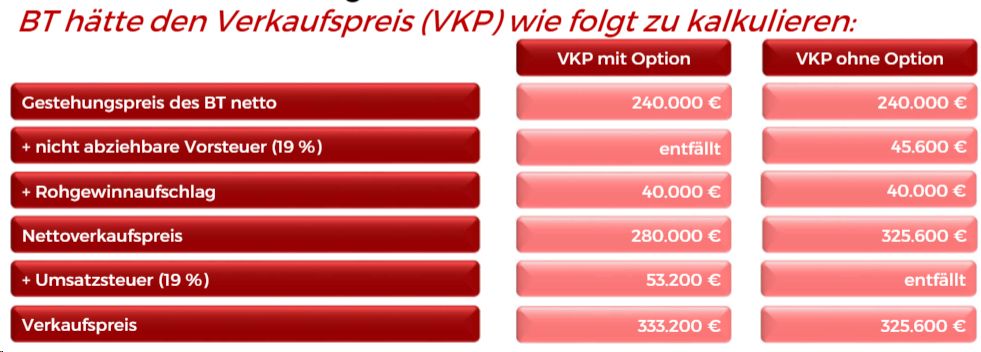 BT hätte den Verkaufspreis (VKP) wie folgt zu kalkulieren:
VKP mit Option VKP ohne Option
Gestehungspreis des BT netto 240.000 € 240.000 €
+ nicht abziehbare Vorsteuer (19 %) entfällt 45.600 €
+ Rohgewinnaufschlag 40.000 € 40.000 €
Nettoverkaufspreis 280.000 € 325.600 €
+ Umsatzsteuer (19 %) 53.200 € entfällt
Verkaufspreis 333.200 € 325.600 €